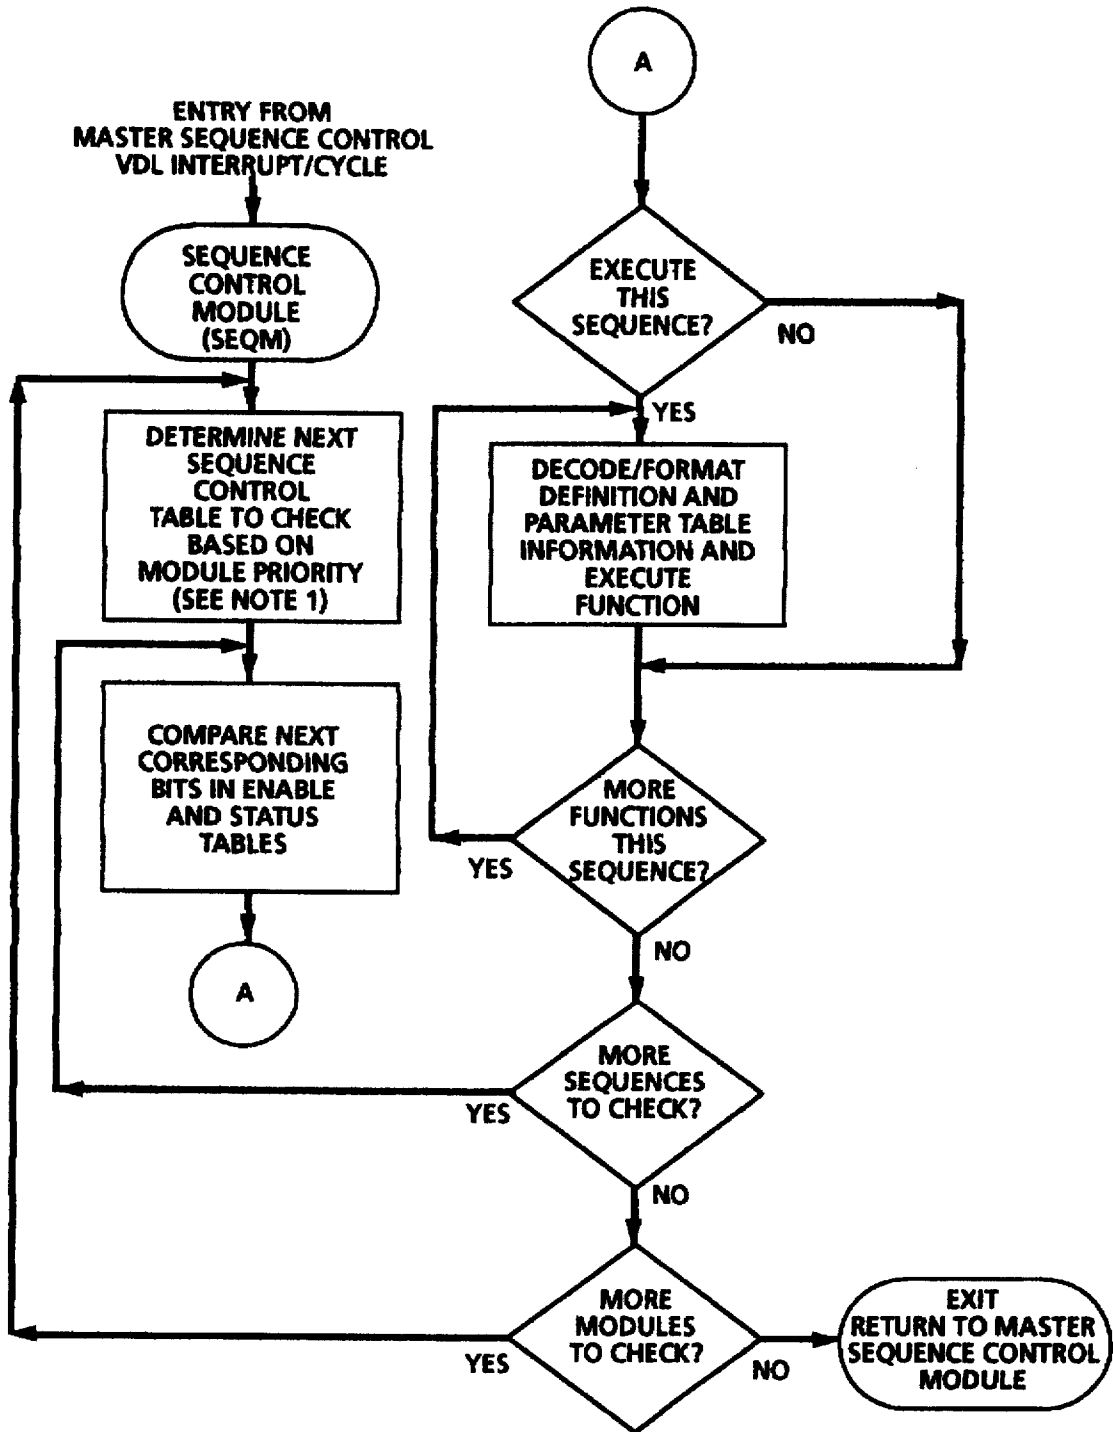 ENTRY FROM
MASTER SEQUENCE CONTROL
VDL INTERRUPT/CYCLE
SEQUENCE
CONTROL
MODULE
(SEQM)
DETERMINE NEXT
SEQUENCE
CONTROL
TABLE TO CHECK
BASED ON
MODULE PRIORITY
(SEE NOTE 1)
COMPARE NEXT
CORRESPONDING
BITS IN ENABLE
AND STATUS
TABLES
A
A
EXECUTE
THIS
SEQUENCE?
NO
YES
DECODE/FORMAT
DEFINITION AND
PARAMETER TABLE
INFORMATION AND
EXECUTE
FUNCTION
MORE
FUNCTIONS
THIS
SEQUENCE?
YES
NO
MORE
SEQUENCES
TO CHECK?
YES
NO
MORE
MODULES
TO CHECK?
YES
NO
EXIT
RETURN TO MASTER
SEQUENCE CONTROL
MODULE